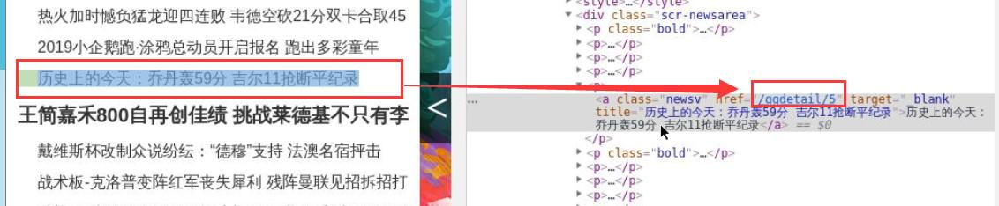 热火加时憾负猛龙迎四连败 韦德空砍21分双卡合取45
2019小企鹅跑·涂鸦总动员开启报名 跑出多彩童年
历史上的今天：乔丹轰59分 吉尔11抢断平纪录
王简嘉禾800自再创佳绩 挑战莱德基不只有李
戴维斯杯改制众说纷纭：“德穆”支持 法澳名宿抨击
战术板-克洛普变阵红军丧失犀利 残阵曼联见招拆招打
<
<style>…</style>
<div class="scr-newsarea">
<p class="bold">…</p>
<p>…</p>
<p>…</p>
<p>…</p>
<p>
<a class="newsv" href="/qqdetail/5" target="_blank"
title="历史上的今天：乔丹轰59分 吉尔11抢断平纪录">历史上的今天：
乔丹轰59分 吉尔11抢断平纪录</a> == $0
</p>
<p class="bold">…</p>
<p>…</p>
<p>…</p>
<p>…</p>